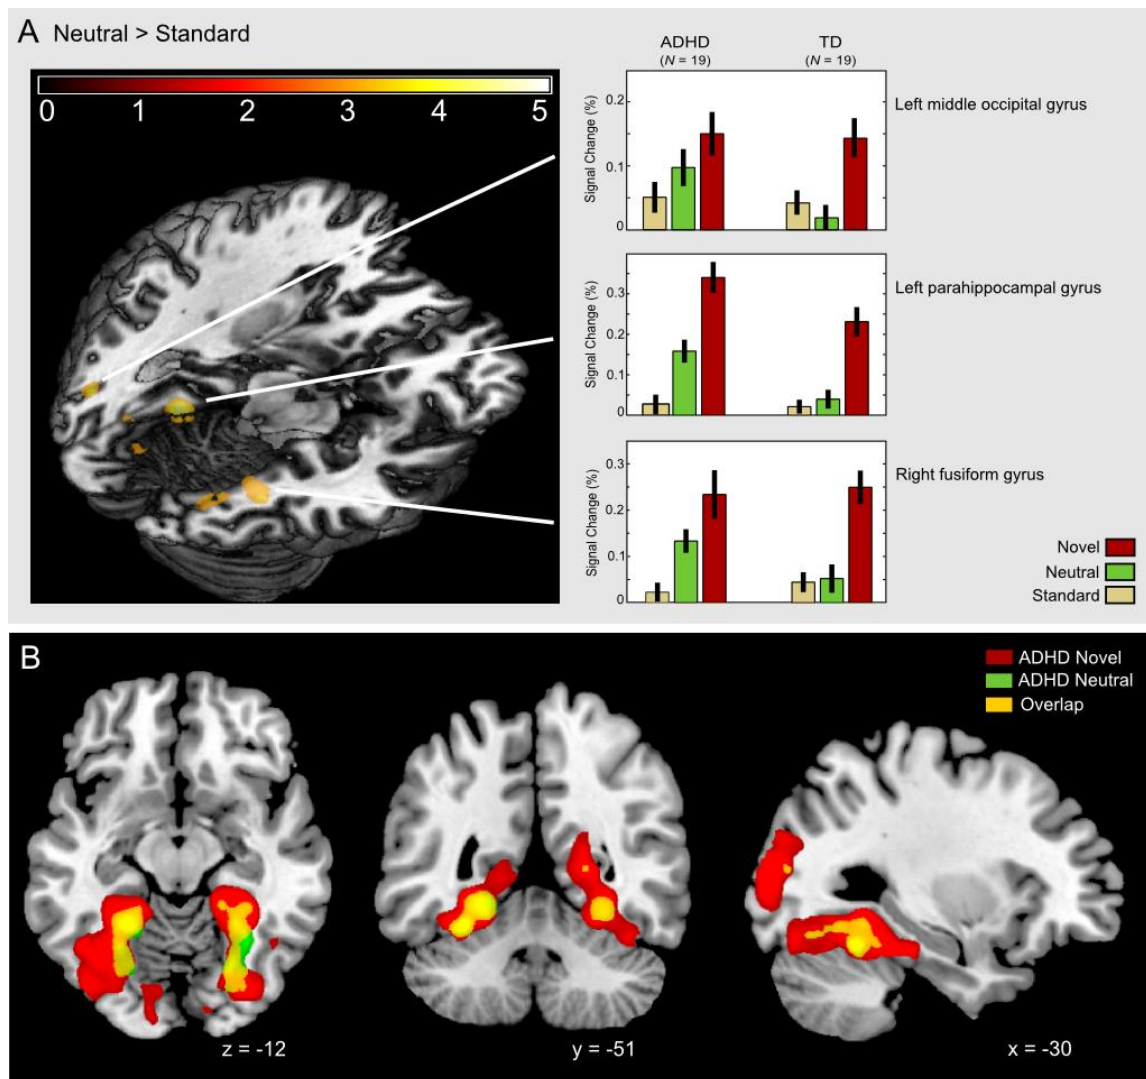 A Neutral > Standard
0 1 2 3 4 5
ADHD
(N = 19)
TD
(N = 19)
Signal Change (%)
0.2
0.1
0
Left middle occipital gyrus
Signal Change (%)
0.3
0.2
0.1
0
Left parahippocampal gyrus
Signal Change (%)
0.3
0.2
0.1
0
Right fusiform gyrus
Novel
Neutral
Standard
B
ADHD Novel
ADHD Neutral
Overlap
z = -12
y = -51
x = -30